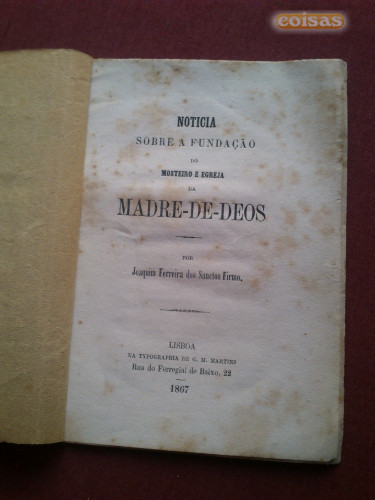 coisas
NOTICIA
SOBRE A FUNDAÇÃO
DO
MOSTEIRO E EGREJA
DA
MADRE-DE-DEOS
POR
Joaquim Ferreira dos Sanctos Firmo,
LISBOA
NA TYPOGRAPHIA DE G. M. MARTINS
Rua do Ferregial de Baixo, 22
1867